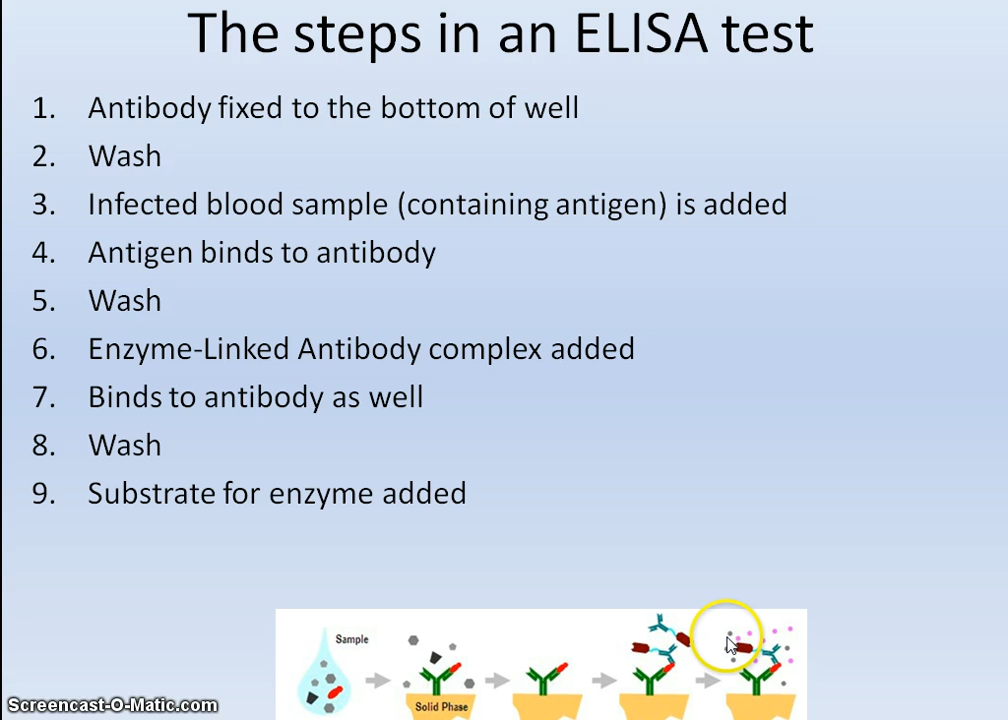 The steps in an ELISA test
1. Antibody fixed to the bottom of well
2. Wash
3. Infected blood sample (containing antigen) is added
4. Antigen binds to antibody
5. Wash
6. Enzyme-Linked Antibody complex added
7. Binds to antibody as well
8. Wash
9. Substrate for enzyme added
Sample
Solid Phase
Screencast-O-Matic.com